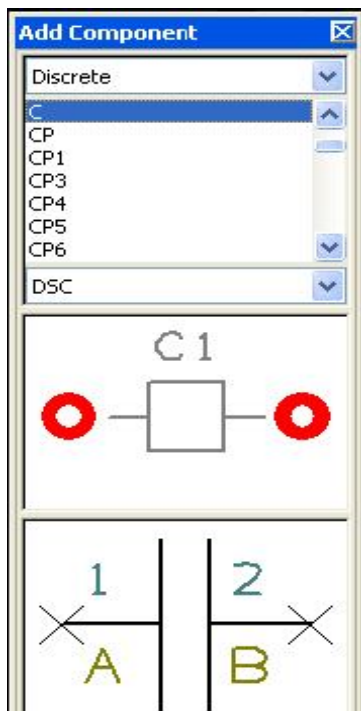 Add Component
Discrete
C
CP
CP1
CP3
CP4
CP5
CP6
DSC
C 1
1 2
A B